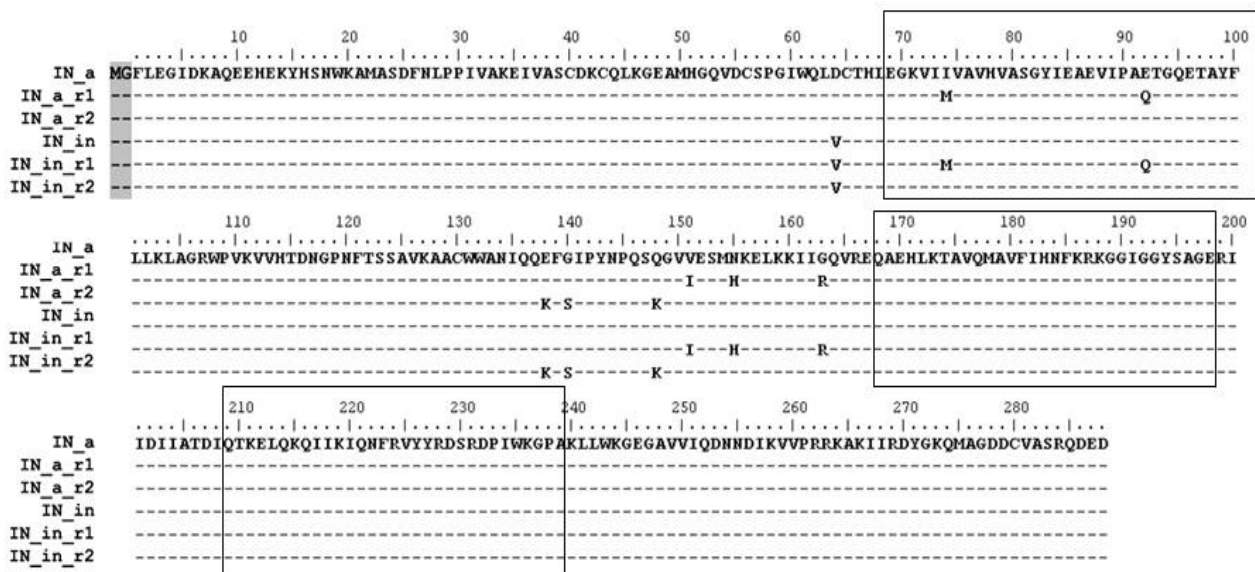 10 20 30 40 50 60 70 80 90 100
IN_a MGFLEGIDKAQEEHEKYHSNWKAMASDFNLPPIVAKEIVASCDKCQLKGEAMHGQVDCSPGIWQLDCTHLEGKVIIVAVHVASGYIEAEVIPAETGQETAYF
IN_a_r1 ---------------------------------------------------------------------------M-----------------Q--------
IN_a_r2 ------------------------------------------------------------------------------------------------------
IN_in -----------------------------------------------------------------V------------------------------------
IN_in_r1 -----------------------------------------------------------------V---------M-----------------Q--------
IN_in_r2 -----------------------------------------------------------------V------------------------------------
110 120 130 140 150 160 170 180 190 200
IN_a LLKLAGRWPVKVVHTDNGPNFTSSAVKAACWWANIQQEFGIPYNPQSQGVVESMNKELKKIIGQVREQAEHLKTAVQMAVFIHNFKRKGGIGGYSAGERI
IN_a_r1 --------------------------------------------------I---H-------R-------------------------------------
IN_a_r2 -------------------------------------K-S-------K----------------------------------------------------
IN_in ----------------------------------------------------------------------------------------------------
IN_in_r1 --------------------------------------------------I---H-------R-------------------------------------
IN_in_r2 -------------------------------------K-S-------K----------------------------------------------------
210 220 230 240 250 260 270 280
IN_a IDIIATDIQTKELQKQIIKIQNFRVYYRDSRDPIWKGPAKLLWKGEGAVVIQDNNDIKVVPRRKAKIIRDYGKQMAGDDCVASRQDED
IN_a_r1 ----------------------------------------------------------------------------------------
IN_a_r2 ----------------------------------------------------------------------------------------
IN_in ----------------------------------------------------------------------------------------
IN_in_r1 ----------------------------------------------------------------------------------------
IN_in_r2 ----------------------------------------------------------------------------------------